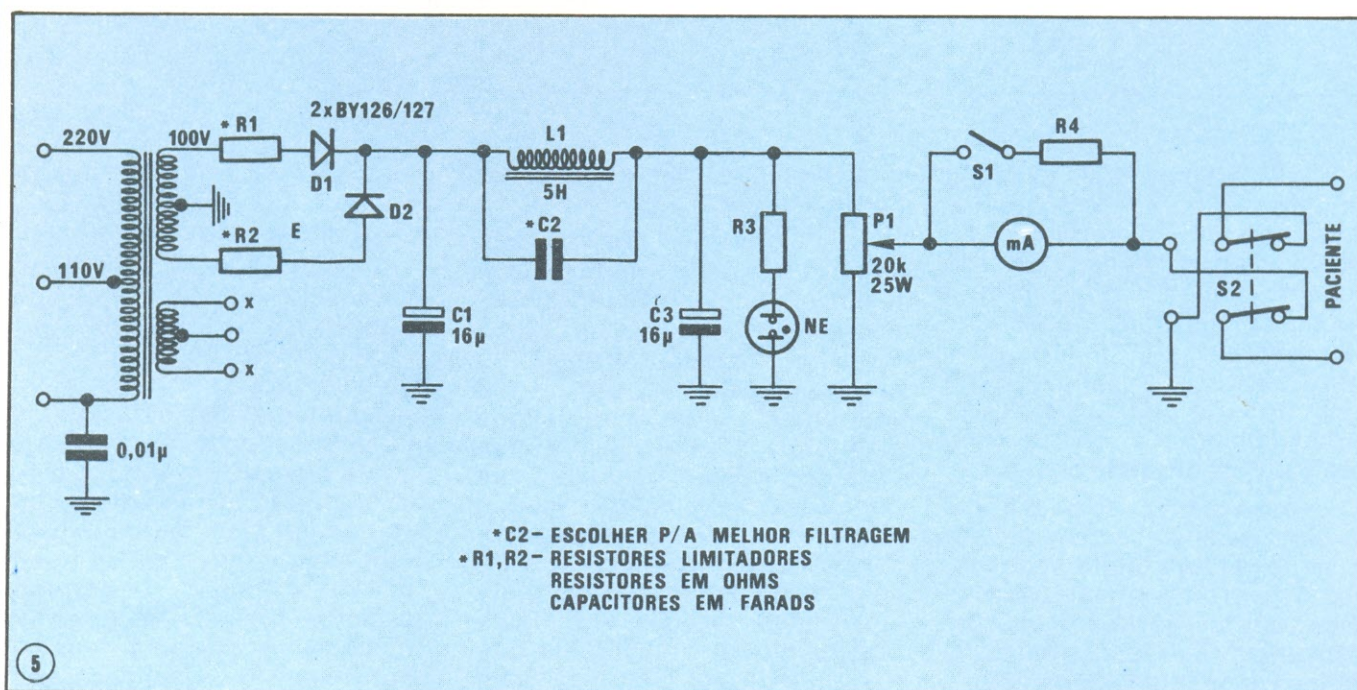 2xBY126/127
220V
*R1
100V
L1
R4
D1
S1
5H
D2
*R2
E
*C2
R3
P1
mA
110V
20k
25W
x
C1
16µ
C3
16µ
NE
S2
PACIENTE
x
0,01µ
*C2- ESCOLHER P/A MELHOR FILTRAGEM
*R1,R2- RESISTORES LIMITADORES
RESISTORES EM OHMS
CAPACITORES EM FARADS
5